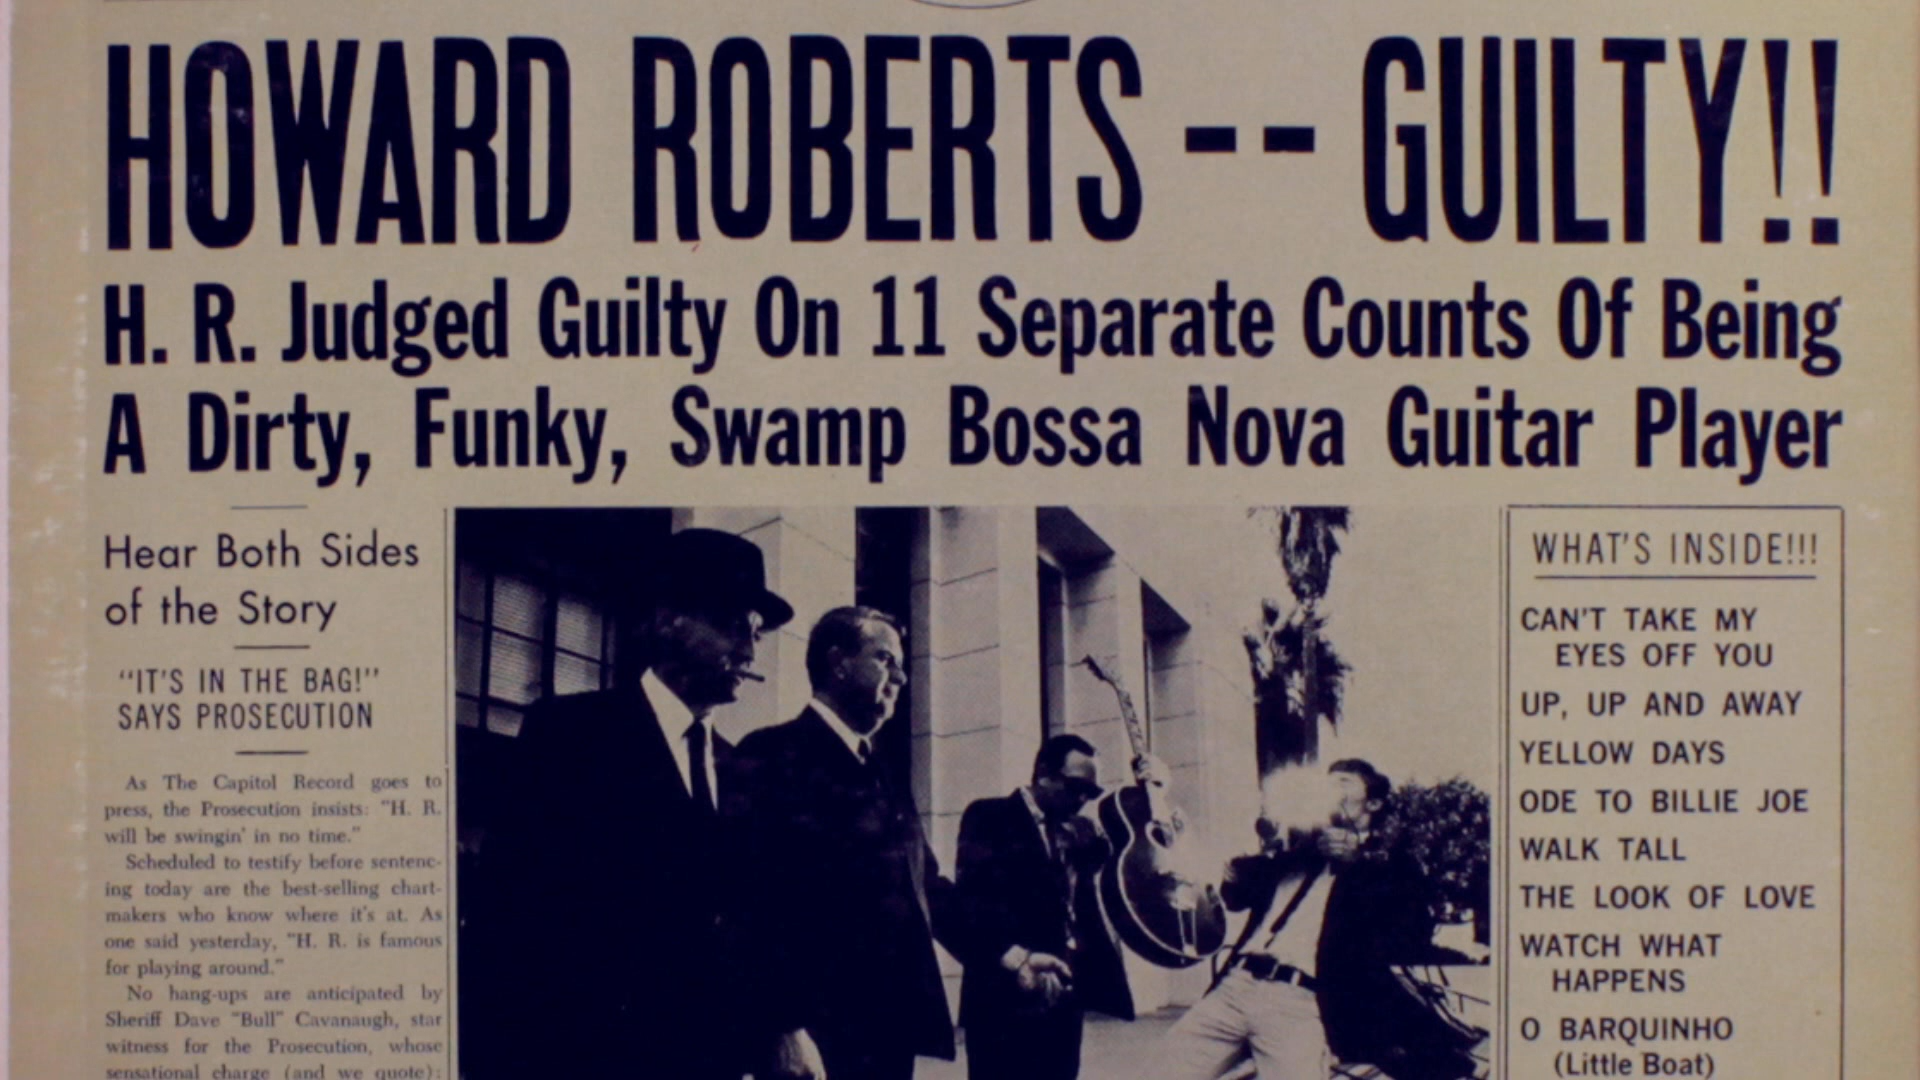 HOWARD ROBERTS -- GUILTY!!
H. R. Judged Guilty On 11 Separate Counts Of Being
A Dirty, Funky, Swamp Bossa Nova Guitar Player
Hear Both Sides
of the Story
"IT'S IN THE BAG!"
SAYS PROSECUTION
As The Capitol Record goes to
press, the Prosecution insists: "H. R.
will be swingin' in no time."
Scheduled to testify before sentenc-
ing today are the best-selling chart-
makers who know where it's at. As
one said yesterday, "H. R. is famous
for playing around."
No hang-ups are anticipated by
Sheriff Dave "Bull" Cavanaugh, star
witness for the Prosecution, whose
sensational charge (and we quote):
WHAT'S INSIDE!!!
CAN'T TAKE MY
EYES OFF YOU
UP, UP AND AWAY
YELLOW DAYS
ODE TO BILLIE JOE
WALK TALL
THE LOOK OF LOVE
WATCH WHAT
HAPPENS
O BARQUINHO
(Little Boat)